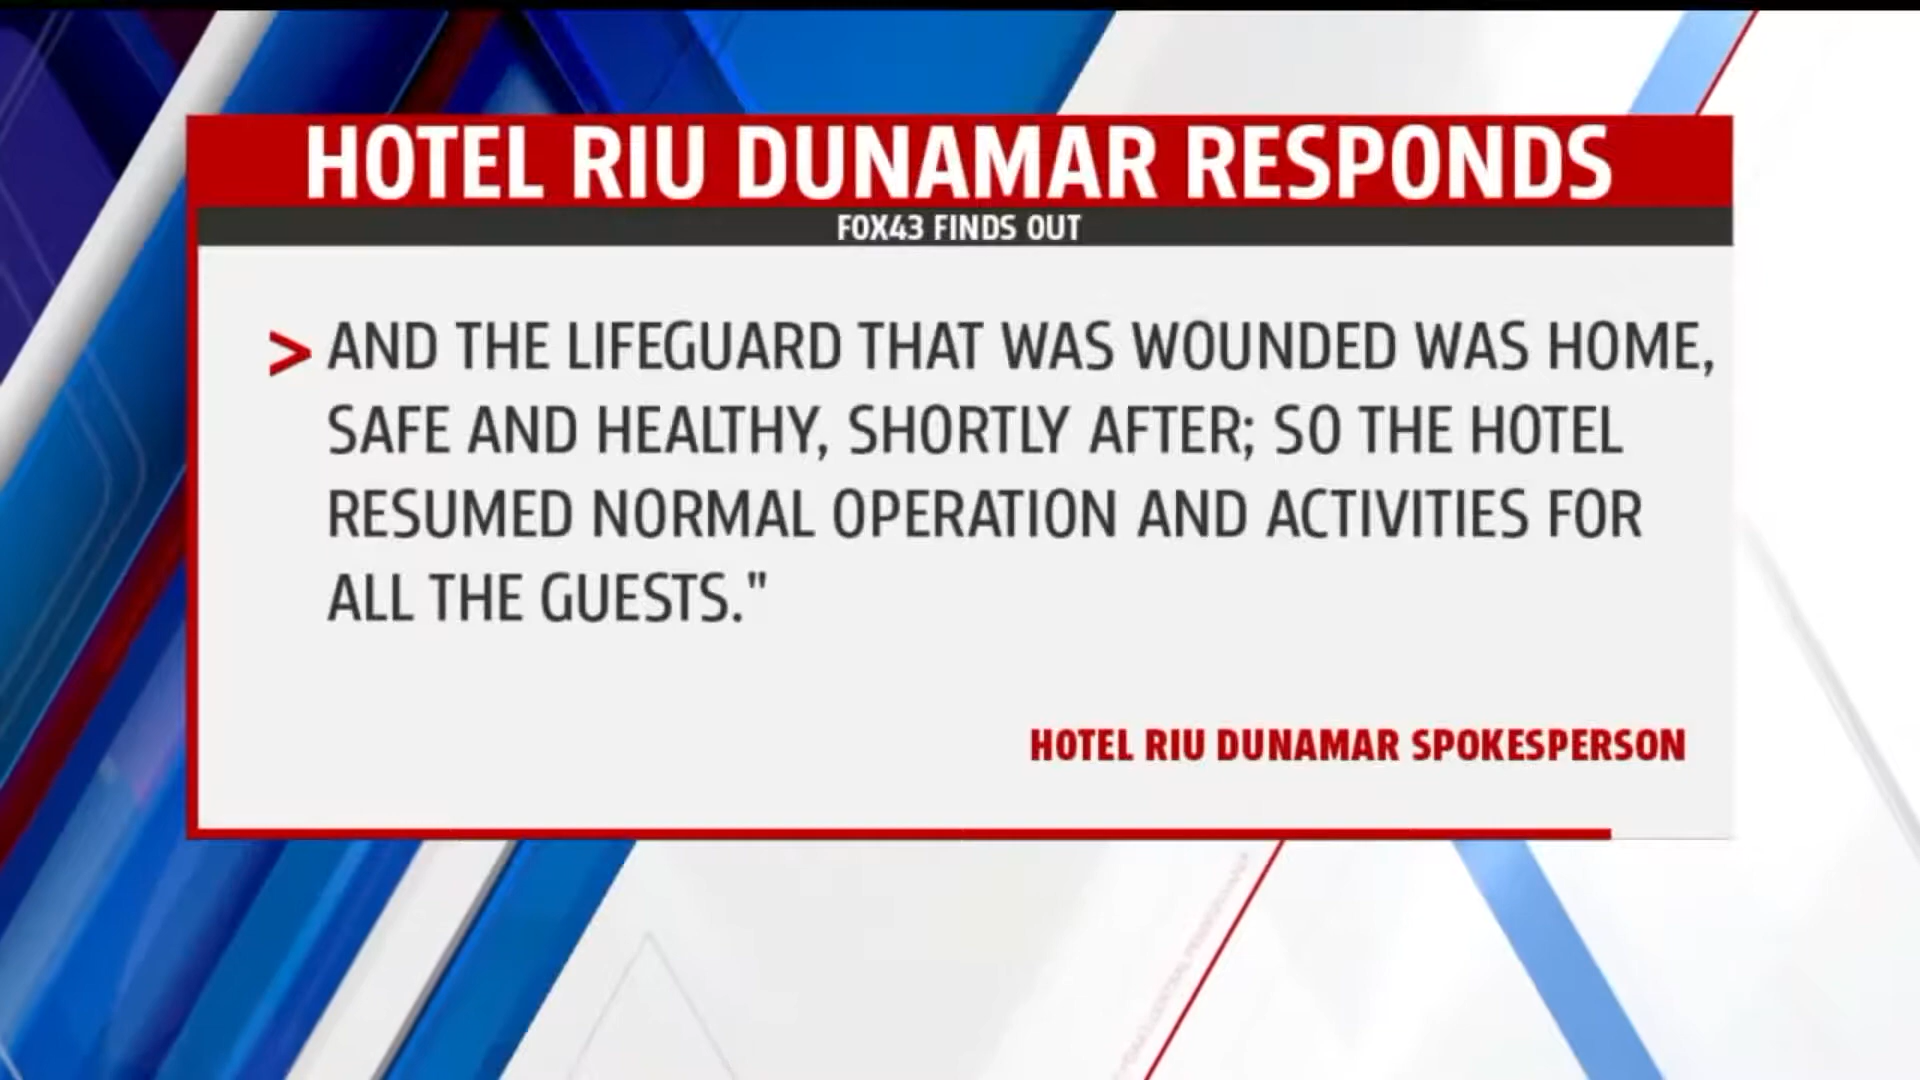 HOTEL RIU DUNAMAR RESPONDS
FOX43 FINDS OUT
> AND THE LIFEGUARD THAT WAS WOUNDED WAS HOME,
SAFE AND HEALTHY, SHORTLY AFTER; SO THE HOTEL
RESUMED NORMAL OPERATION AND ACTIVITIES FOR
ALL THE GUESTS."
HOTEL RIU DUNAMAR SPOKESPERSON